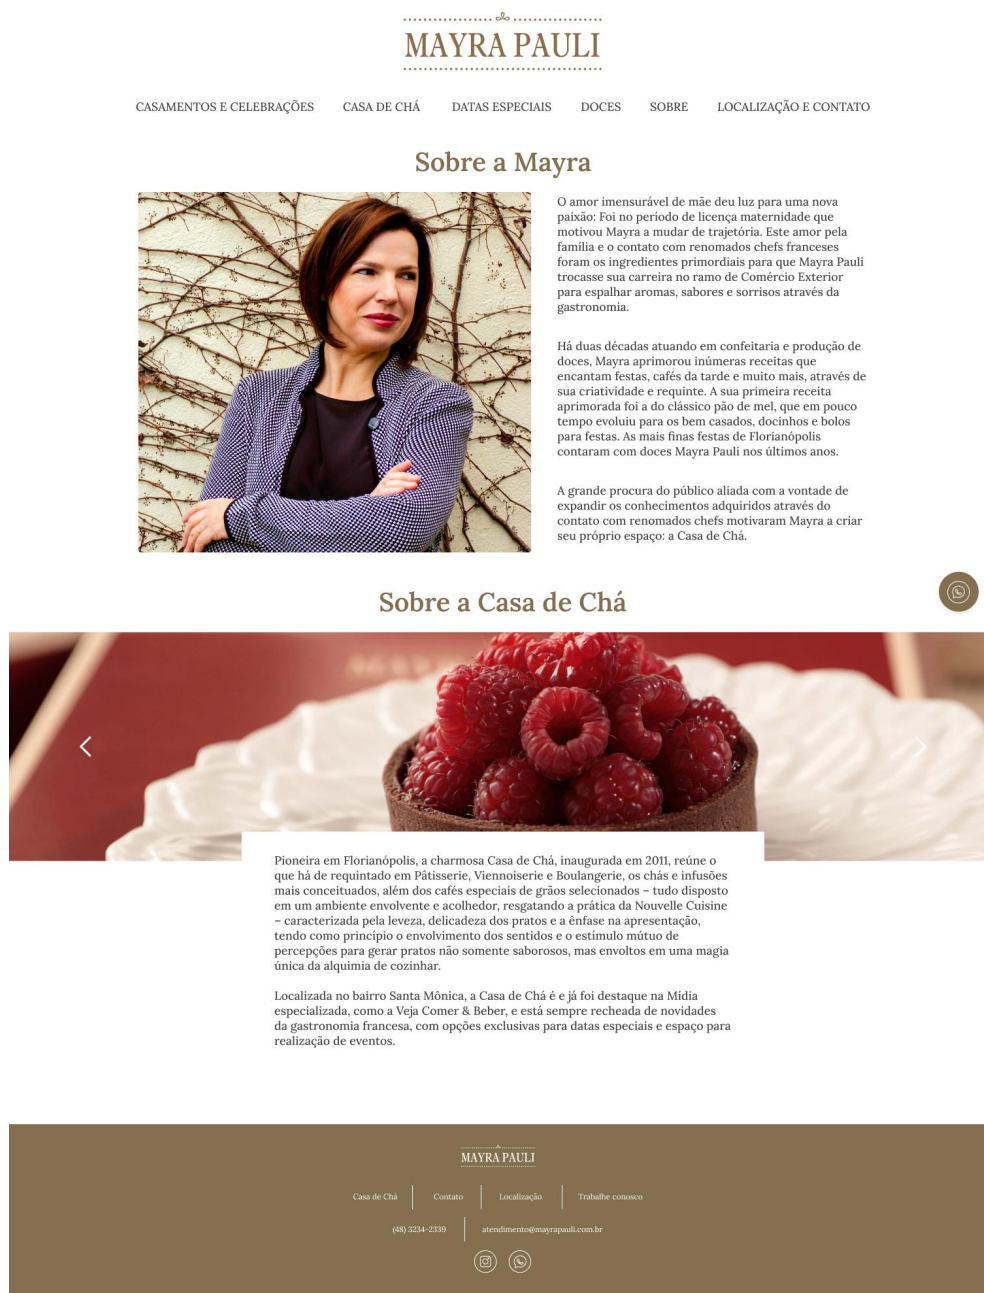 MAYRA PAULI
CASAMENTOS E CELEBRAÇÕES
CASA DE CHÁ
DATAS ESPECIAIS
DOCES
SOBRE
LOCALIZAÇÃO E CONTATO
Sobre a Mayra
O amor imensurável de mãe deu luz para uma nova
paixão: Foi no período de licença maternidade que
motivou Mayra a mudar de trajetória. Este amor pela
família e o contato com renomados chefs franceses
foram os ingredientes primordiais para que Mayra Pauli
trocasse sua carreira no ramo de Comércio Exterior
para espalhar aromas, sabores e sorrisos através da
gastronomia.
Há duas décadas atuando em confeitaria e produção de
doces, Mayra aprimorou inúmeras receitas que
encantam festas, cafés da tarde e muito mais, através de
sua criatividade e requinte. A sua primeira receita
aprimorada foi a do clássico pão de mel, que em pouco
tempo evoluiu para os bem casados, docinhos e bolos
para festas. As mais finas festas de Florianópolis
contaram com doces Mayra Pauli nos últimos anos.
A grande procura do público aliada com a vontade de
expandir os conhecimentos adquiridos através do
contato com renomados chefs motivaram Mayra a criar
seu próprio espaço: a Casa de Chá.
Sobre a Casa de Chá
Pioneira em Florianópolis, a charmosa Casa de Chá, inaugurada em 2011, reúne o
que há de requintado em Pâtisserie, Viennoiserie e Boulangerie, os chás e infusões
mais conceituados, além dos cafés especiais de grãos selecionados – tudo disposto
em um ambiente envolvente e acolhedor, resgatando a prática da Nouvelle Cuisine
– caracterizada pela leveza, delicadeza dos pratos e a ênfase na apresentação,
tendo como princípio o envolvimento dos sentidos e o estímulo mútuo de
percepções para gerar pratos não somente saborosos, mas envoltos em uma magia
única da alquimia de cozinhar.
Localizada no bairro Santa Mônica, a Casa de Chá é e já foi destaque na Mídia
especializada, como a Veja Comer & Beber, e está sempre recheada de novidades
da gastronomia francesa, com opções exclusivas para datas especiais e espaço para
realização de eventos.
MAYRA PAULI
Casa de Chá
Contato
Localização
Trabalhe conosco
(48) 3234-2339
atendimento@mayrapauli.com.br